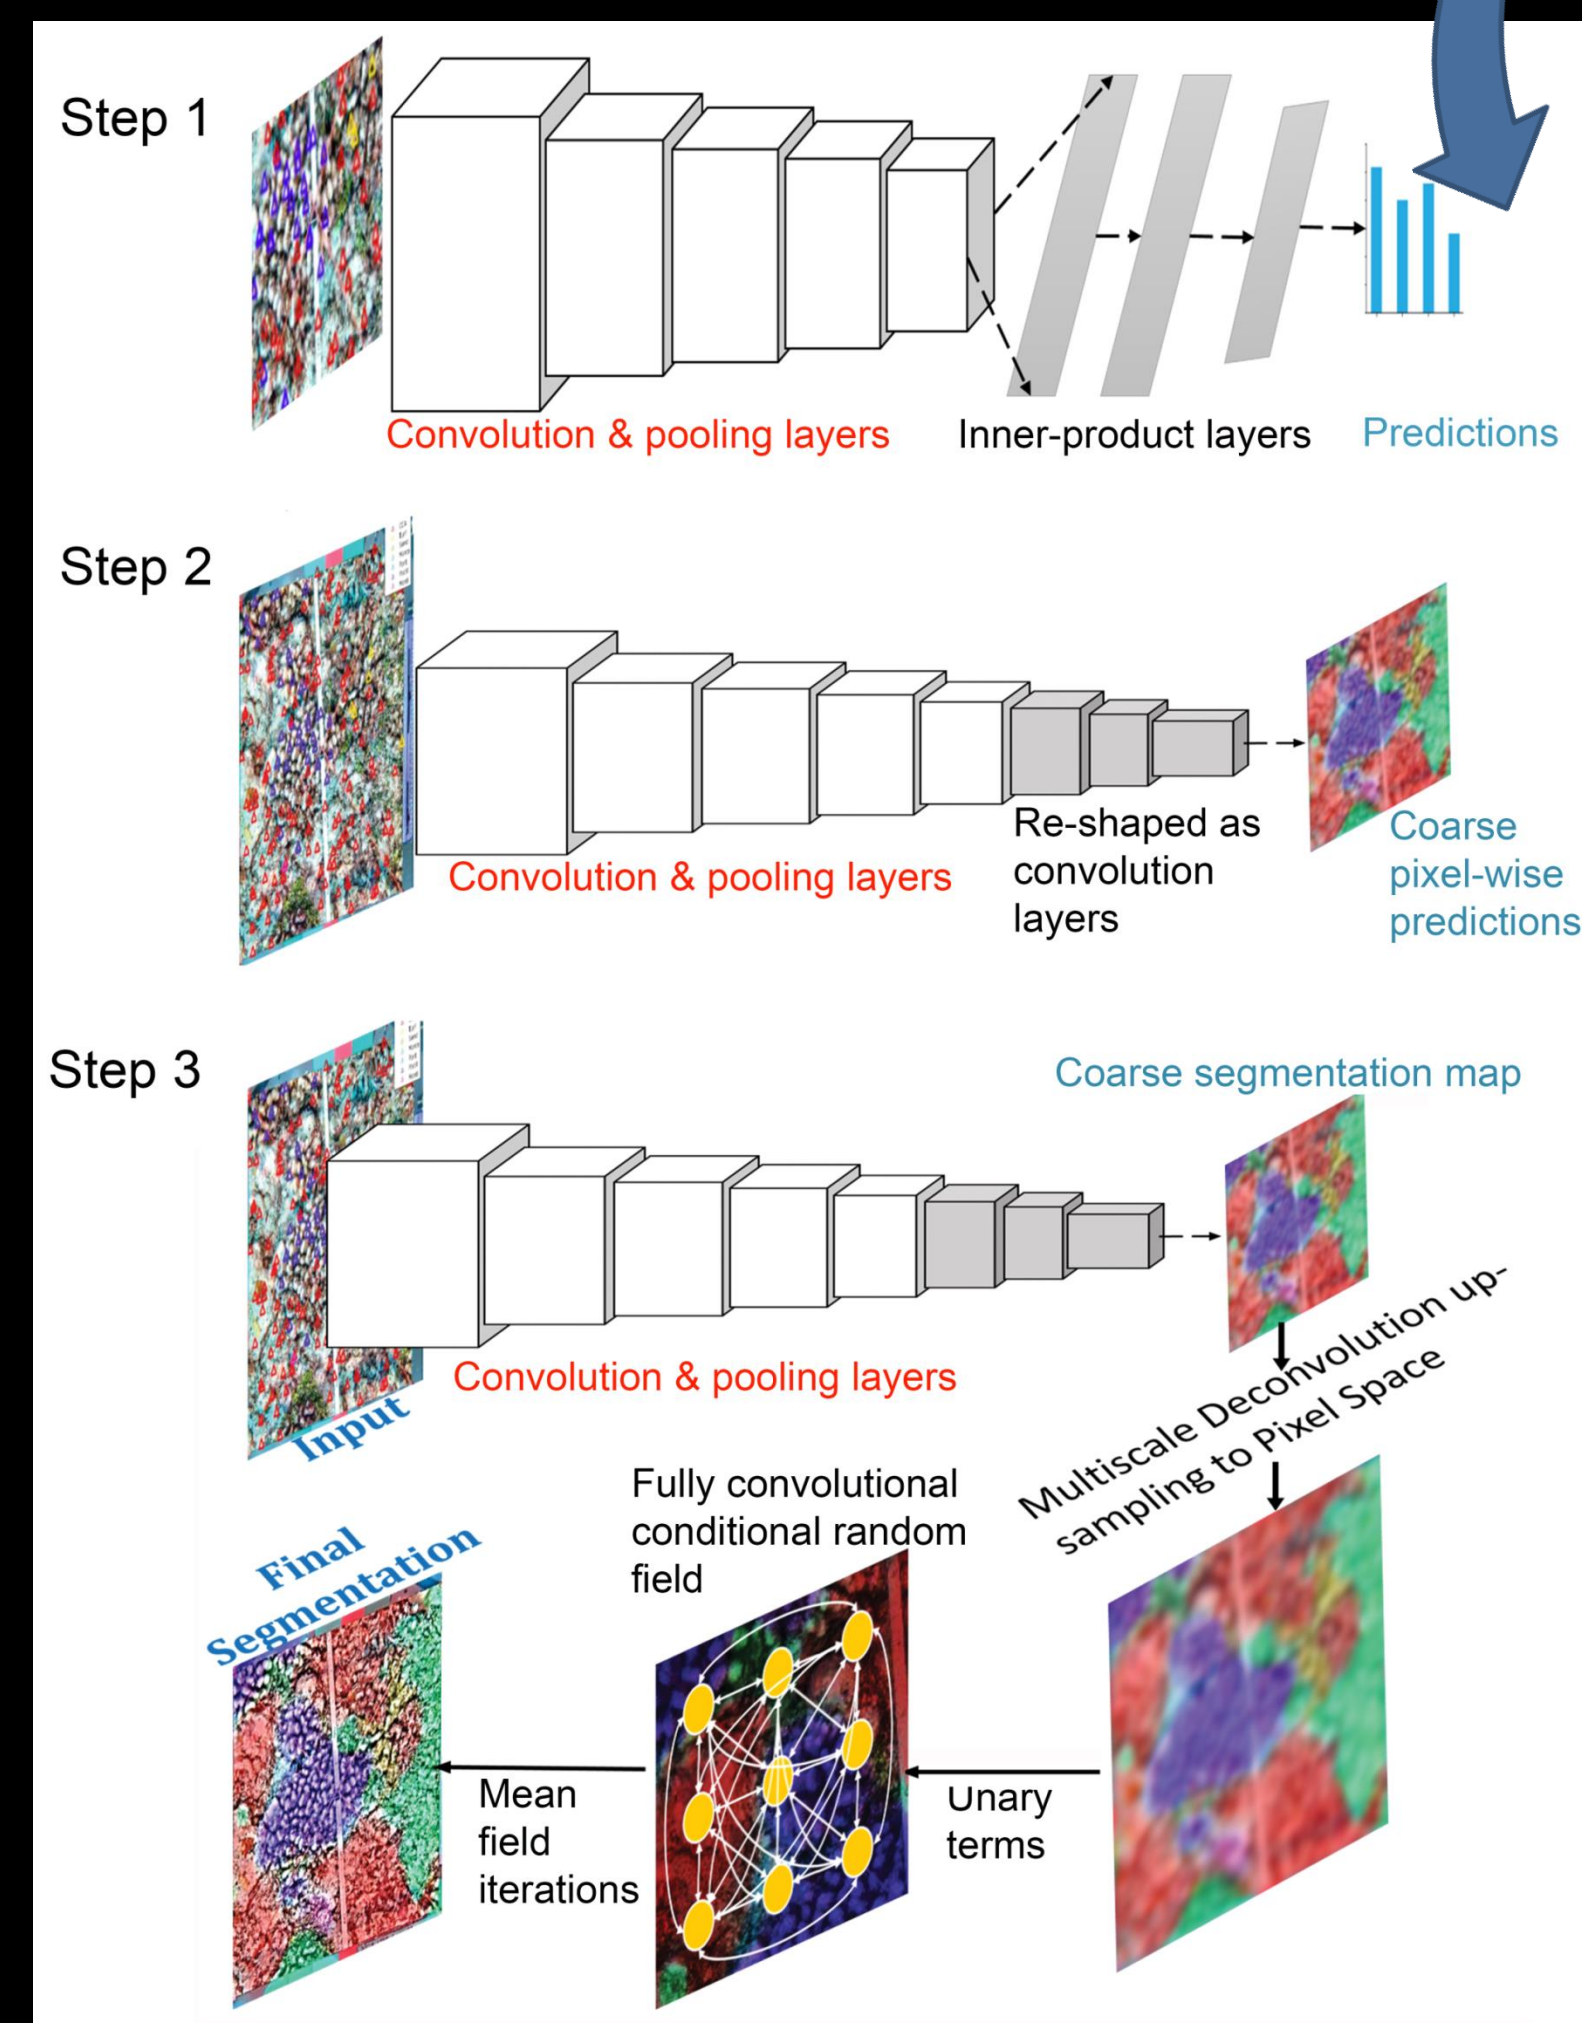 Step 1
Convolution & pooling layers
Inner-product layers
Predictions
Step 2
Convolution & pooling layers
Re-shaped as
convolution
layers
Coarse
pixel-wise
predictions
Step 3
Coarse segmentation map
Convolution & pooling layers
Input
Multiscale Deconvolution up-
sampling to Pixel Space
Fully convolutional
conditional random
field
Final
Segmentation
Mean
field
iterations
Unary
terms